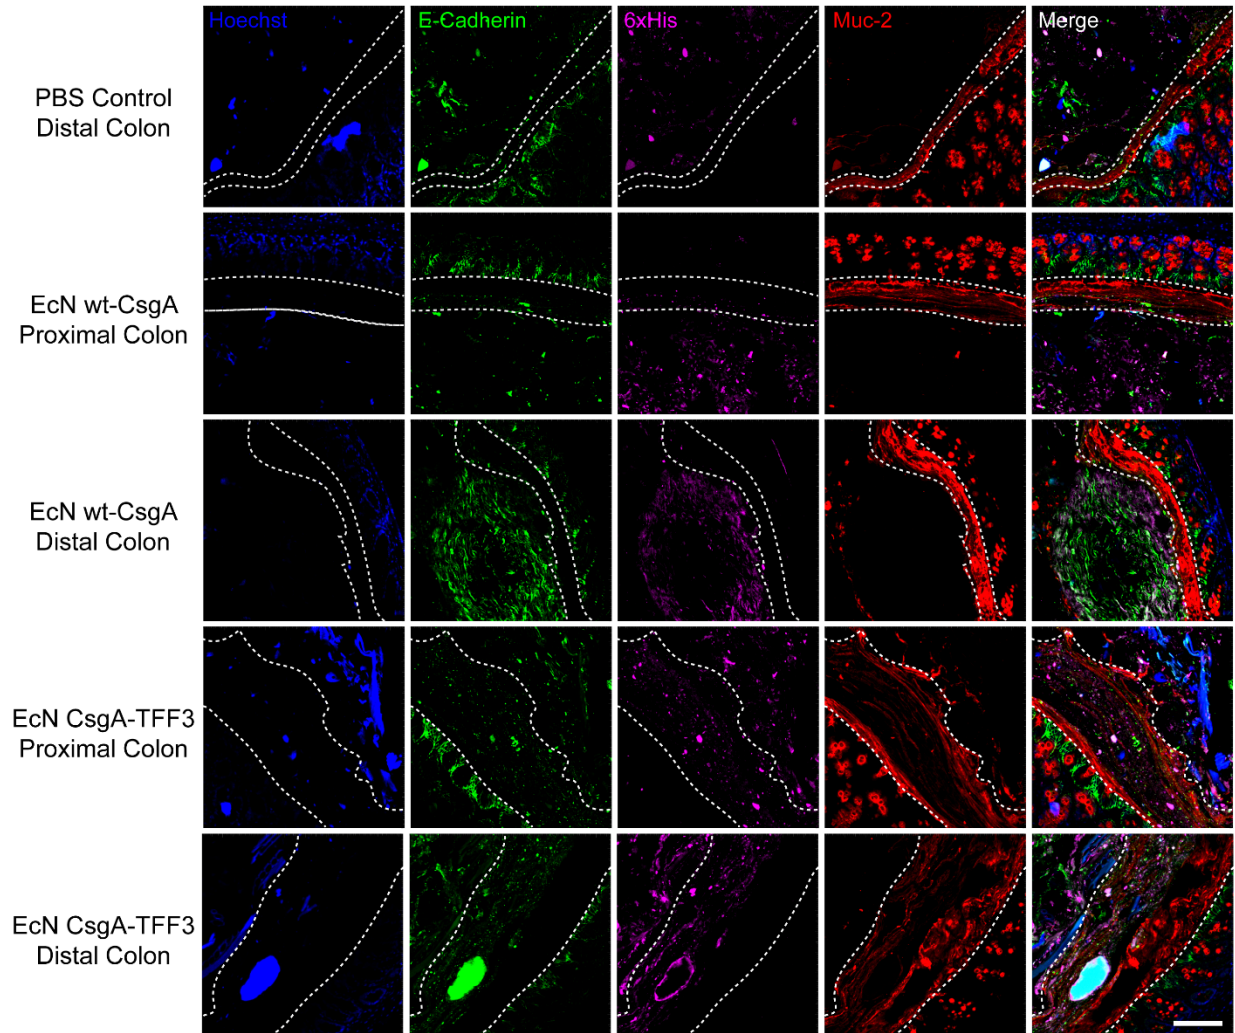 Hoechst
E-Cadherin
6xHis
Muc-2
Merge
PBS Control
Distal Colon
EcN wt-CsgA
Proximal Colon
EcN wt-CsgA
Distal Colon
EcN CsgA-TFF3
Proximal Colon
EcN CsgA-TFF3
Distal Colon